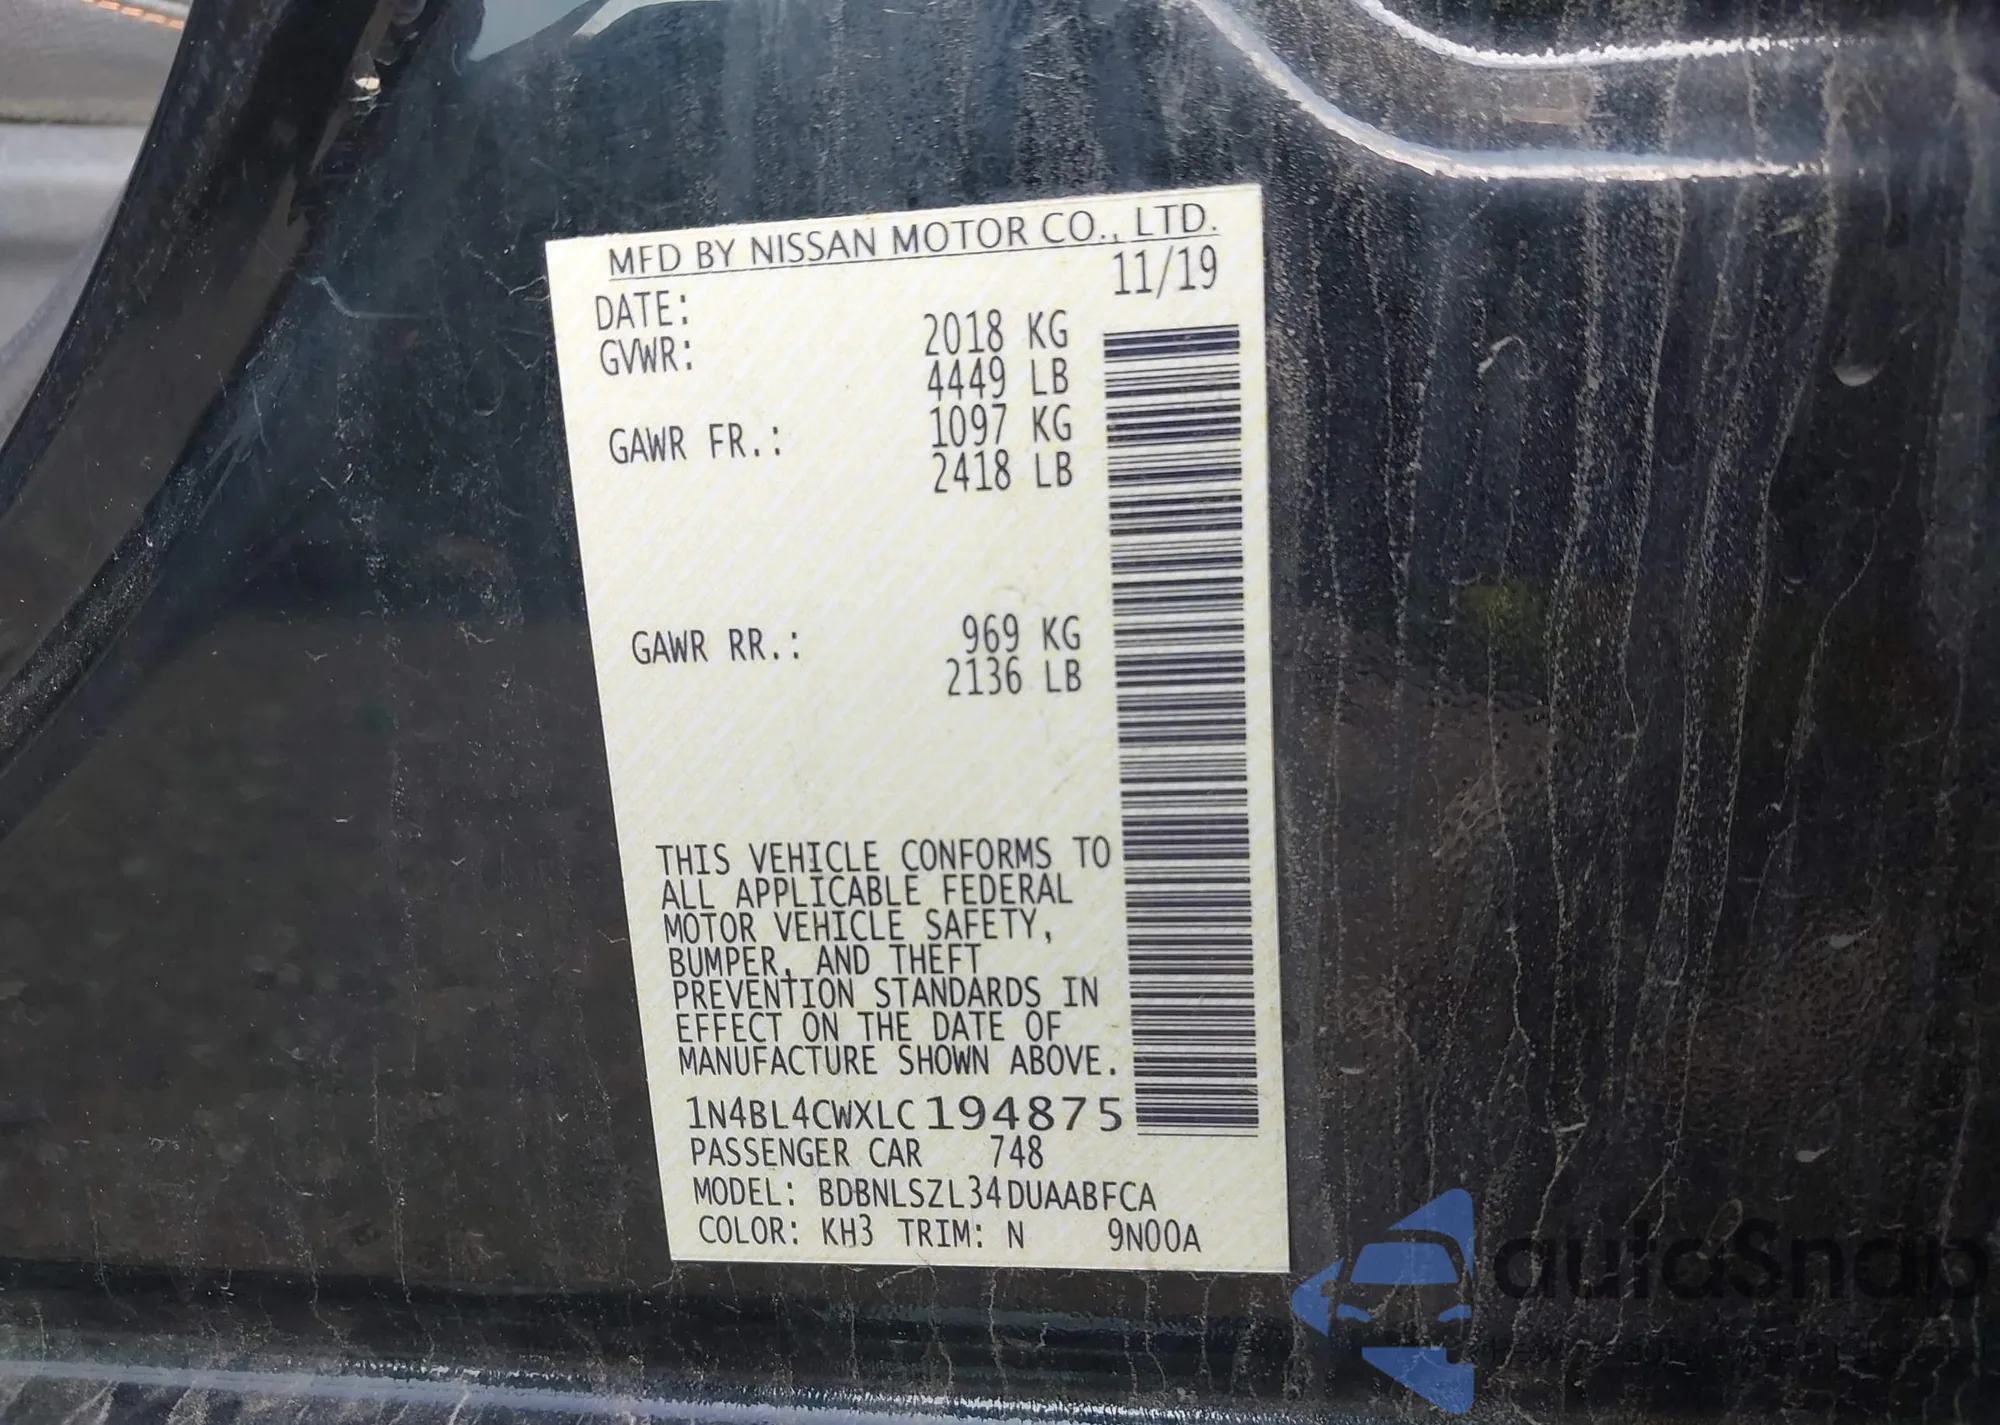 MFD BY NISSAN MOTOR CO., LTD.
DATE: 11/19
GVWR: 2018 KG
4449 LB
GAWR FR.: 1097 KG
2418 LB
GAWR RR.: 969 KG
2136 LB
THIS VEHICLE CONFORMS TO
ALL APPLICABLE FEDERAL
MOTOR VEHICLE SAFETY,
BUMPER, AND THEFT
PREVENTION STANDARDS IN
EFFECT ON THE DATE OF
MANUFACTURE SHOWN ABOVE.
1N4BL4CWXLC194875
PASSENGER CAR 748
MODEL: BDBNLSZL34DUAABFCA
COLOR: KH3 TRIM: N 9N00A
autoSnap